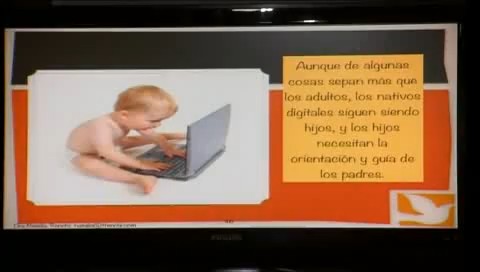 Aunque de algunas
cosas sepan más que
los adultos, los nativos
digitales siguen siendo
hijos, y los hijos
necesitan la
orientación y guía de
los padres.
PHILIPS